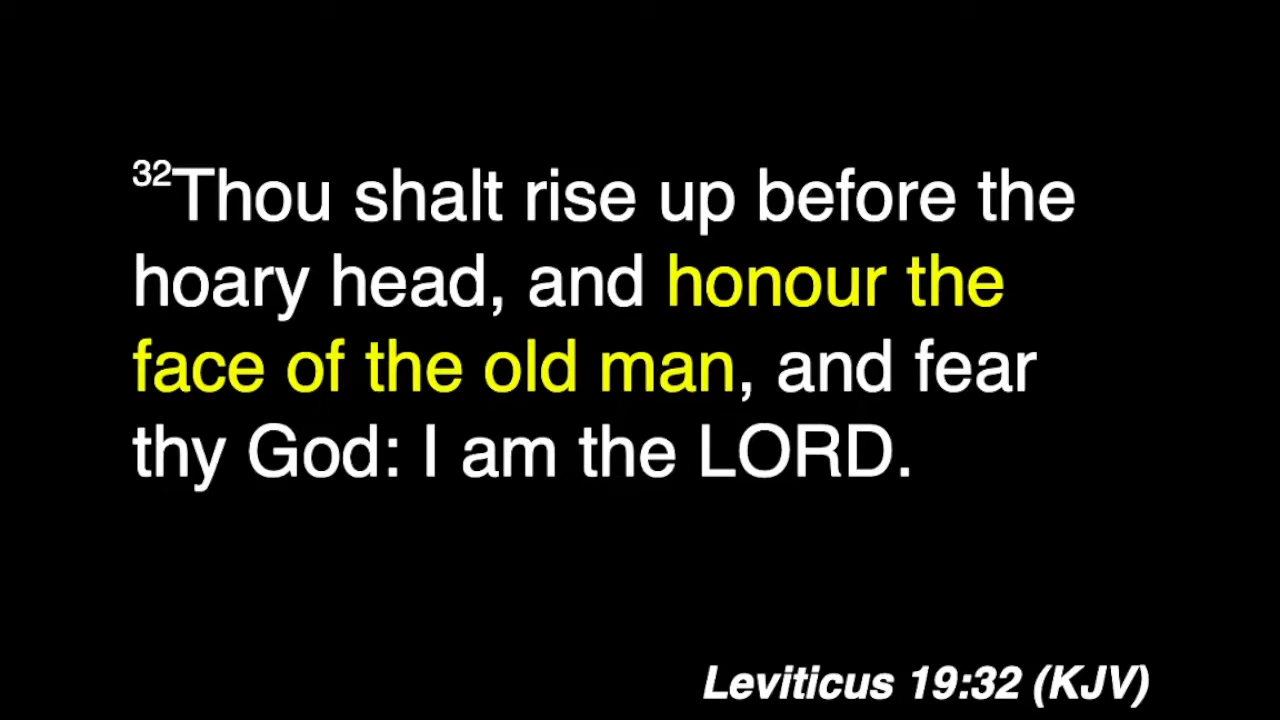 32Thou shalt rise up before the
hoary head, and honour the
face of the old man, and fear
thy God: I am the LORD.
Leviticus 19:32 (KJV)